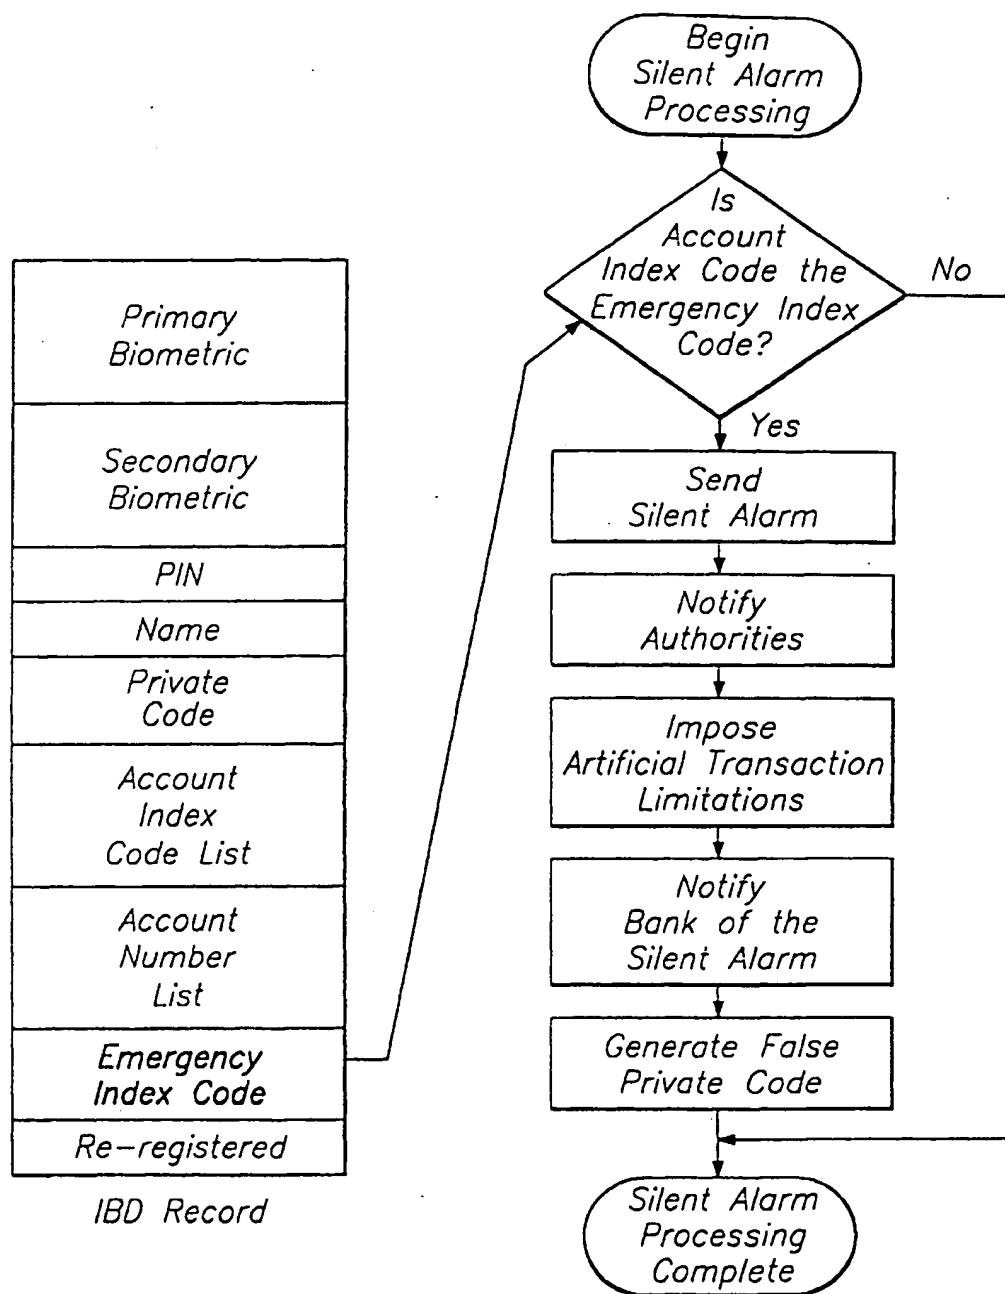 Primary
Biometric
Secondary
Biometric
PIN
Name
Private
Code
Account
Index
Code List
Account
Number
List
Emergency
Index Code
Re-registered
IBD Record
Begin
Silent Alarm
Processing
Is
Account
Index Code the
Emergency Index
Code?
No
Yes
Send
Silent Alarm
Notify
Authorities
Impose
Artificial Transaction
Limitations
Notify
Bank of the
Silent Alarm
Generate False
Private Code
Silent Alarm
Processing
Complete